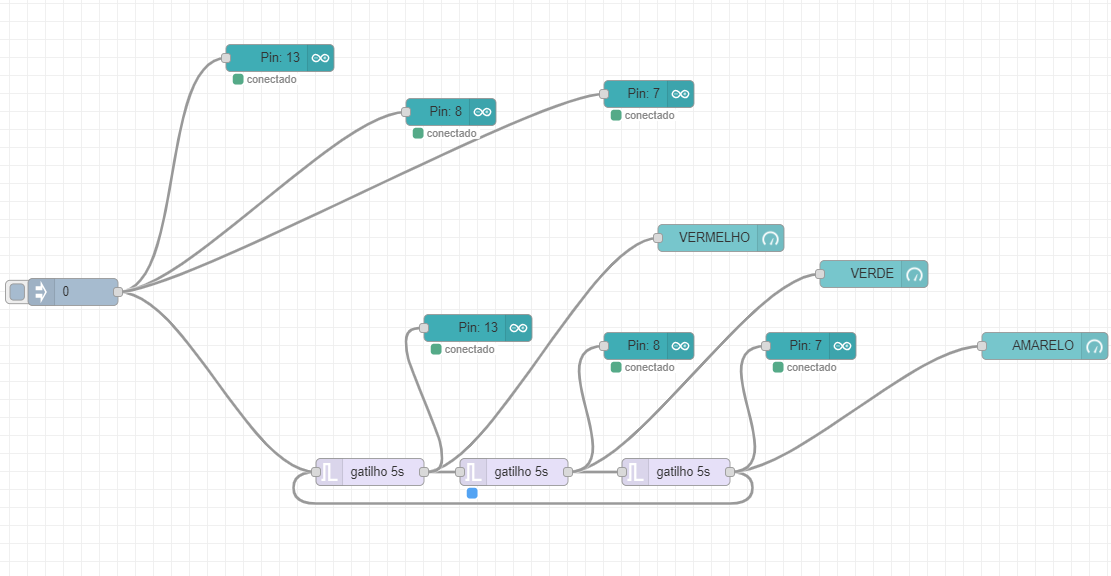 Pin: 13
conectado
Pin: 7
conectado
Pin: 8
conectado
VERMELHO
VERDE
0
Pin: 13
conectado
Pin: 8
conectado
Pin: 7
conectado
AMARELO
gatilho 5s
gatilho 5s
gatilho 5s